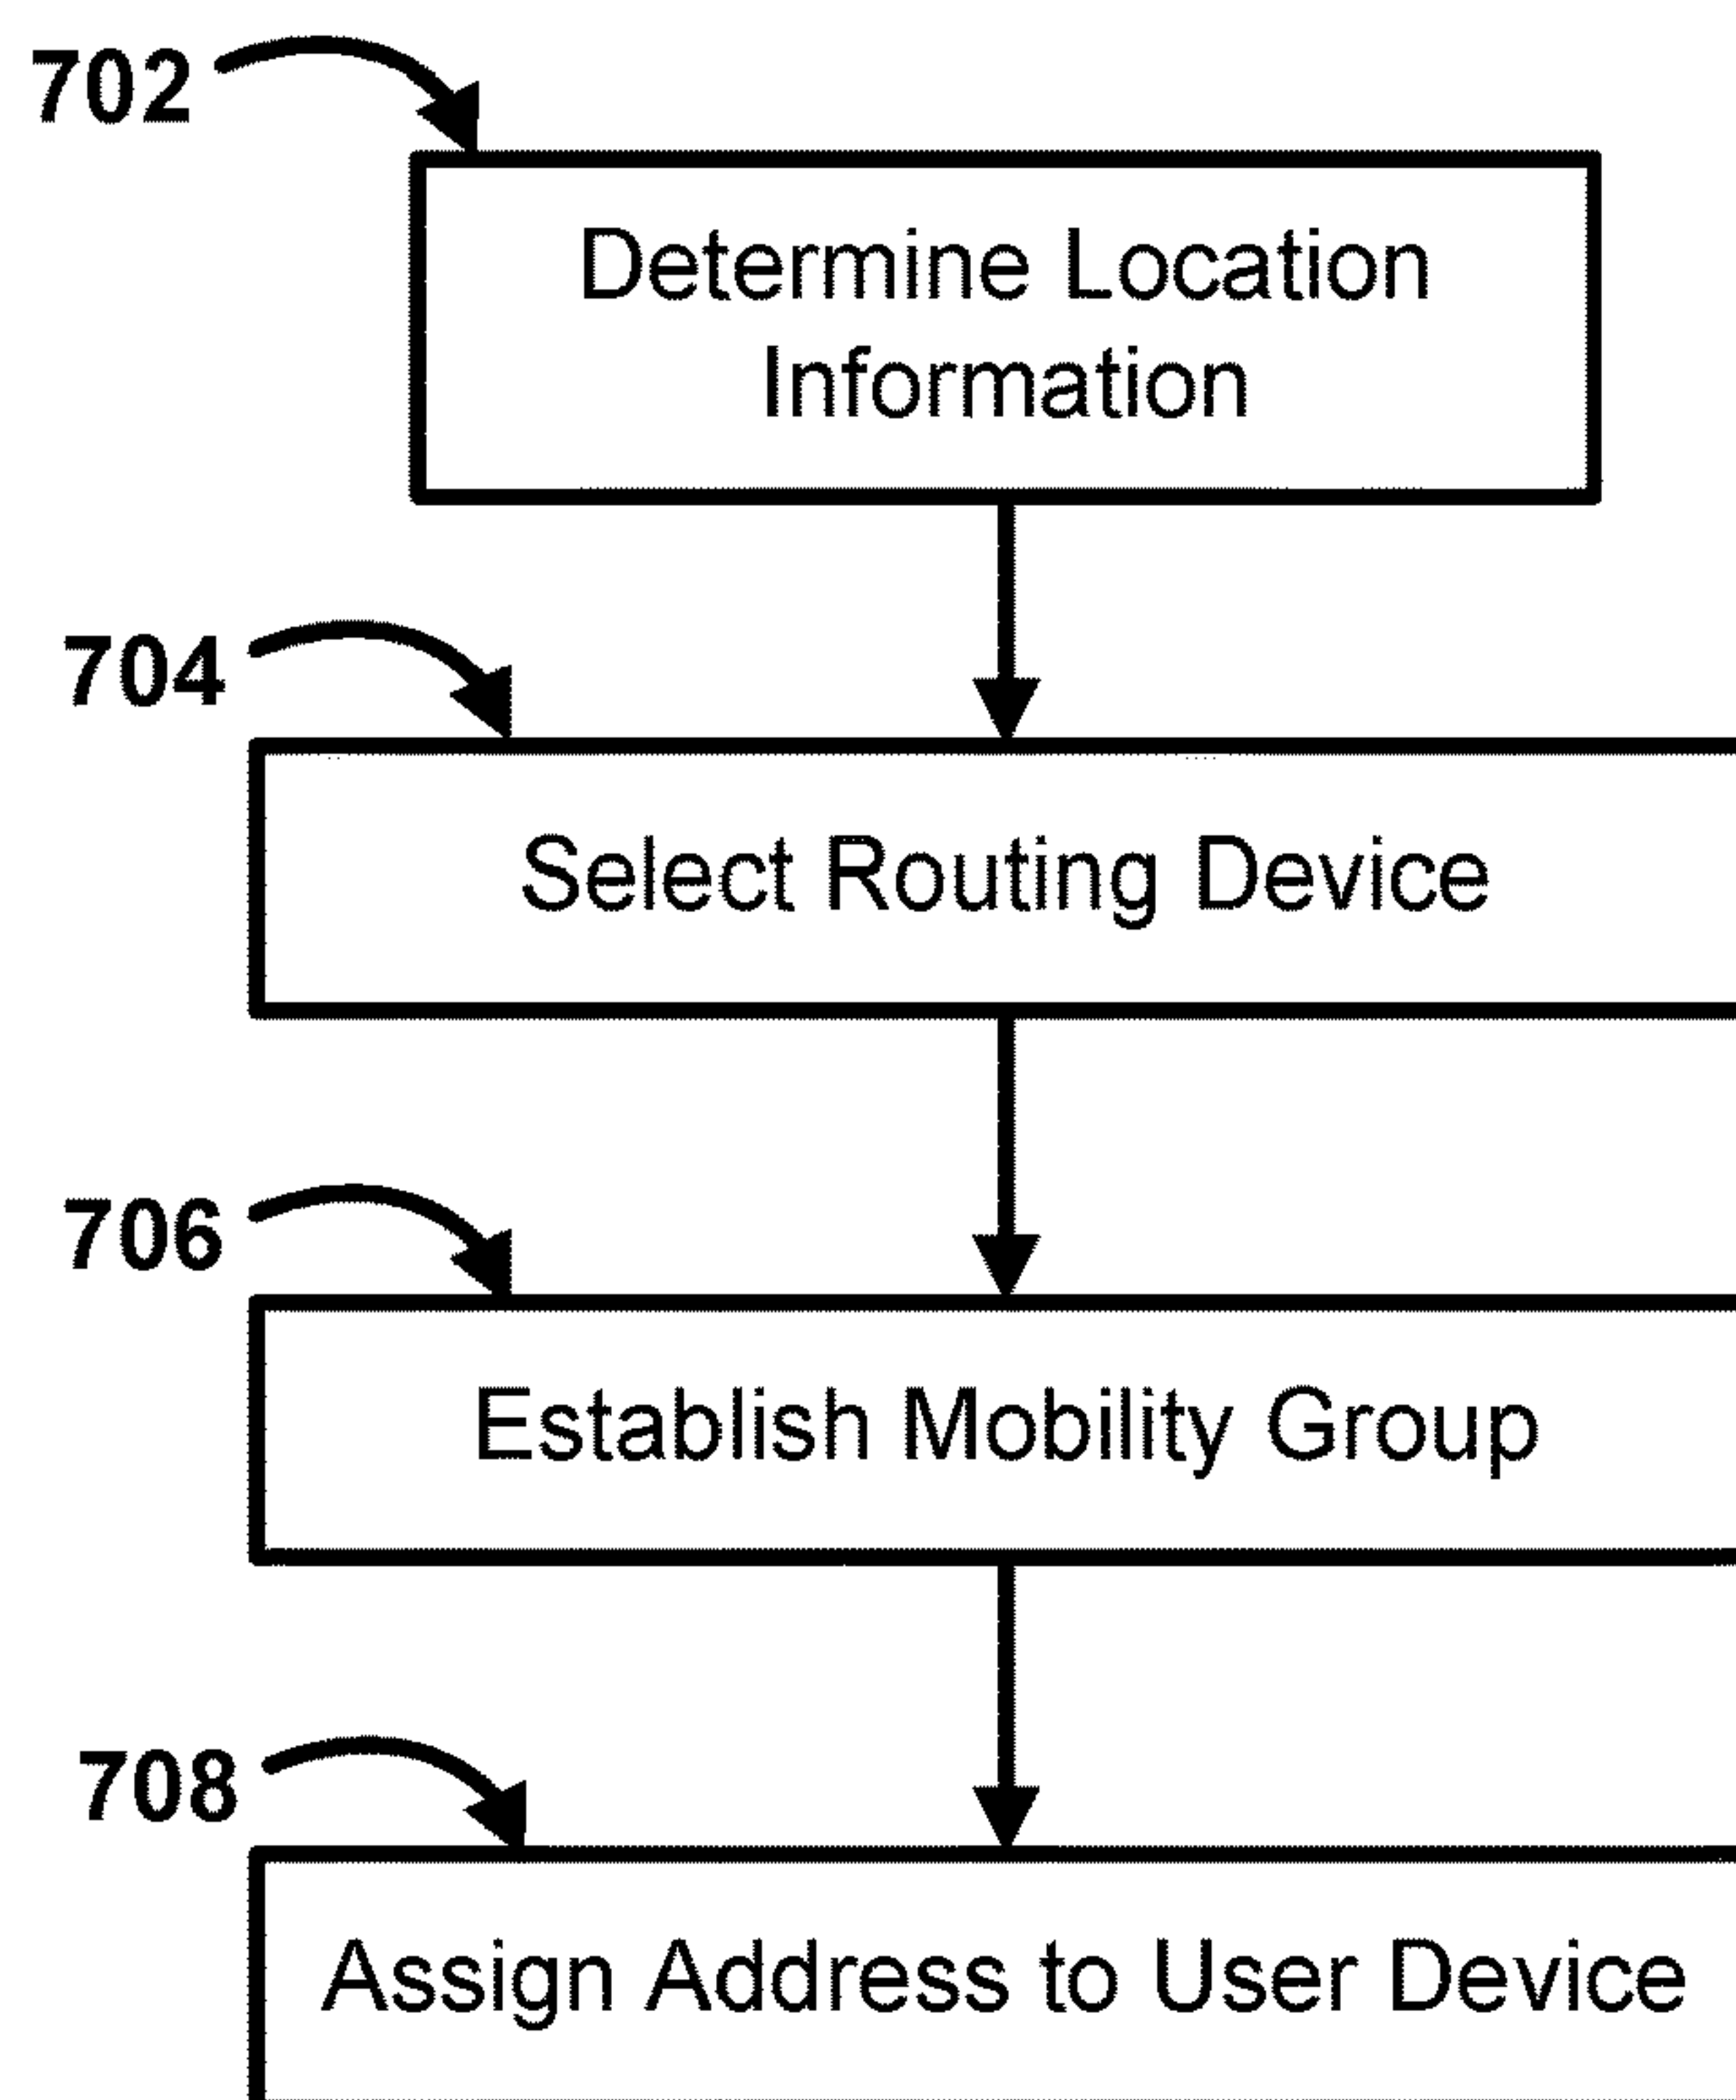 702
Determine Location
Information
704
Select Routing Device
706
Establish Mobility Group
708
Assign Address to User Device